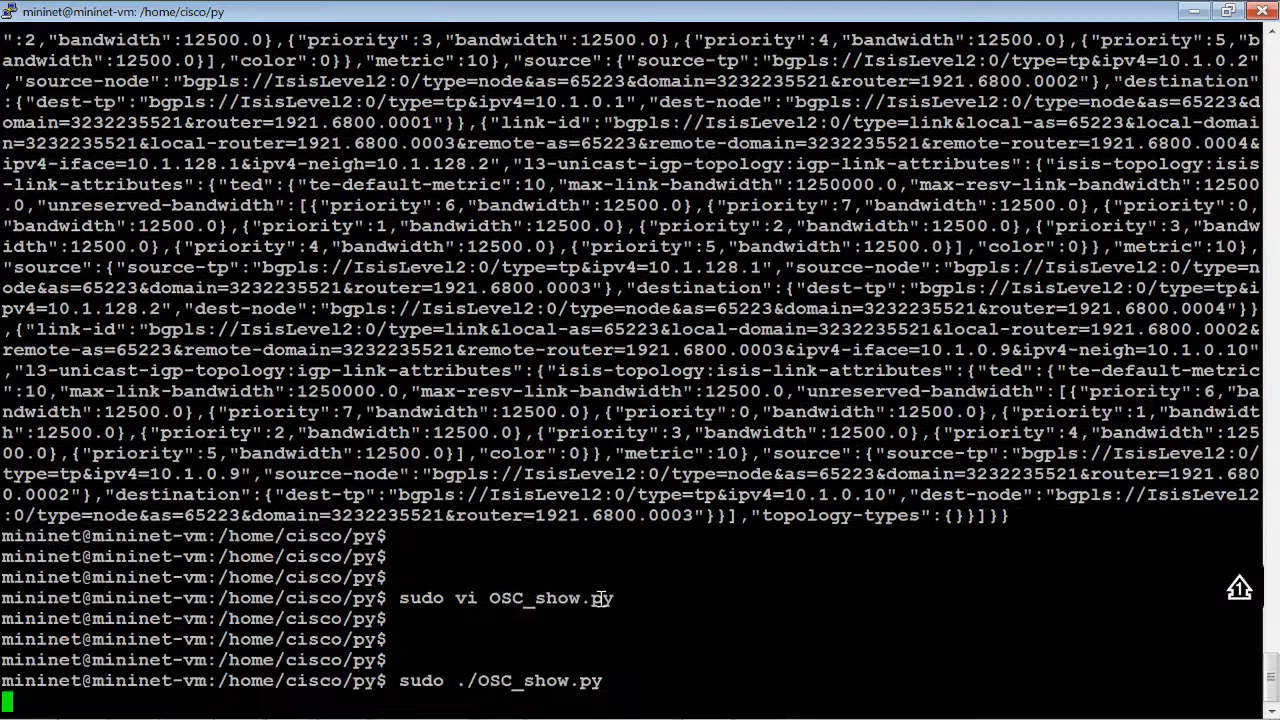 mininet@mininet-vm: /home/cisco/py
":2,"bandwidth":12500.0},{"priority":3,"bandwidth":12500.0},{"priority":4,"bandwidth":12500.0},{"priority":5,"b
andwidth":12500.0}],"color":0}},"metric":10},"source":{"source-tp":"bgpls://IsisLevel2:0/type=tp&ipv4=10.1.0.2"
,"source-node":"bgpls://IsisLevel2:0/type=node&as=65223&domain=3232235521&router=1921.6800.0002"},"destination"
:{"dest-tp":"bgpls://IsisLevel2:0/type=tp&ipv4=10.1.0.1","dest-node":"bgpls://IsisLevel2:0/type=node&as=65223&d
omain=3232235521&router=1921.6800.0001"}},{"link-id":"bgpls://IsisLevel2:0/type=link&local-as=65223&local-domai
n=3232235521&local-router=1921.6800.0003&remote-as=65223&remote-domain=3232235521&remote-router=1921.6800.0004&
ipv4-iface=10.1.128.1&ipv4-neigh=10.1.128.2","l3-unicast-igp-topology:igp-link-attributes":{"isis-topology:isis
-link-attributes":{"ted":{"te-default-metric":10,"max-link-bandwidth":1250000.0,"max-resv-link-bandwidth":12500
.0,"unreserved-bandwidth":[{"priority":6,"bandwidth":12500.0},{"priority":7,"bandwidth":12500.0},{"priority":0,
"bandwidth":12500.0},{"priority":1,"bandwidth":12500.0},{"priority":2,"bandwidth":12500.0},{"priority":3,"bandw
idth":12500.0},{"priority":4,"bandwidth":12500.0},{"priority":5,"bandwidth":12500.0}],"color":0}},"metric":10},
"source":{"source-tp":"bgpls://IsisLevel2:0/type=tp&ipv4=10.1.128.1","source-node":"bgpls://IsisLevel2:0/type=n
ode&as=65223&domain=3232235521&router=1921.6800.0003"},"destination":{"dest-tp":"bgpls://IsisLevel2:0/type=tp&i
pv4=10.1.128.2","dest-node":"bgpls://IsisLevel2:0/type=node&as=65223&domain=3232235521&router=1921.6800.0004"}}
,{"link-id":"bgpls://IsisLevel2:0/type=link&local-as=65223&local-domain=3232235521&local-router=1921.6800.0002&
remote-as=65223&remote-domain=3232235521&remote-router=1921.6800.0003&ipv4-iface=10.1.0.9&ipv4-neigh=10.1.0.10"
,"l3-unicast-igp-topology:igp-link-attributes":{"isis-topology:isis-link-attributes":{"ted":{"te-default-metric
":10,"max-link-bandwidth":1250000.0,"max-resv-link-bandwidth":12500.0,"unreserved-bandwidth":[{"priority":6,"ba
ndwidth":12500.0},{"priority":7,"bandwidth":12500.0},{"priority":0,"bandwidth":12500.0},{"priority":1,"bandwidt
h":12500.0},{"priority":2,"bandwidth":12500.0},{"priority":3,"bandwidth":12500.0},{"priority":4,"bandwidth":125
00.0},{"priority":5,"bandwidth":12500.0}],"color":0}},"metric":10},"source":{"source-tp":"bgpls://IsisLevel2:0/
type=tp&ipv4=10.1.0.9","source-node":"bgpls://IsisLevel2:0/type=node&as=65223&domain=3232235521&router=1921.680
0.0002"},"destination":{"dest-tp":"bgpls://IsisLevel2:0/type=tp&ipv4=10.1.0.10","dest-node":"bgpls://IsisLevel2
:0/type=node&as=65223&domain=3232235521&router=1921.6800.0003"}}],"topology-types":{}}]}}
mininet@mininet-vm:/home/cisco/py$
mininet@mininet-vm:/home/cisco/py$
mininet@mininet-vm:/home/cisco/py$
mininet@mininet-vm:/home/cisco/py$ sudo vi OSC_show.py
mininet@mininet-vm:/home/cisco/py$
mininet@mininet-vm:/home/cisco/py$
mininet@mininet-vm:/home/cisco/py$
mininet@mininet-vm:/home/cisco/py$ sudo ./OSC_show.py